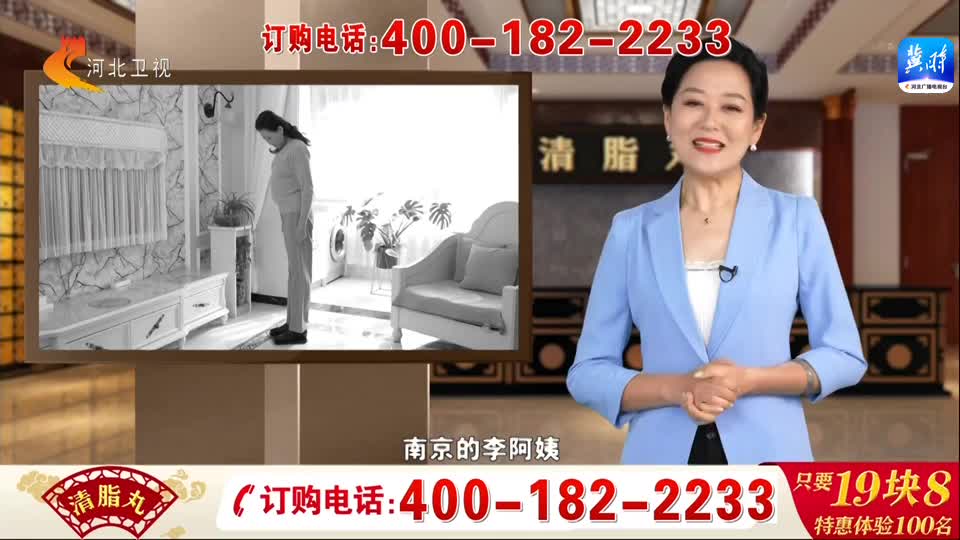 订购电话:400-182-2233
河北卫视
冀时
河北广播电视台
清脂丸
南京的李阿姨
清脂丸
订购电话:400-182-2233
只要19块8
特惠体验100名